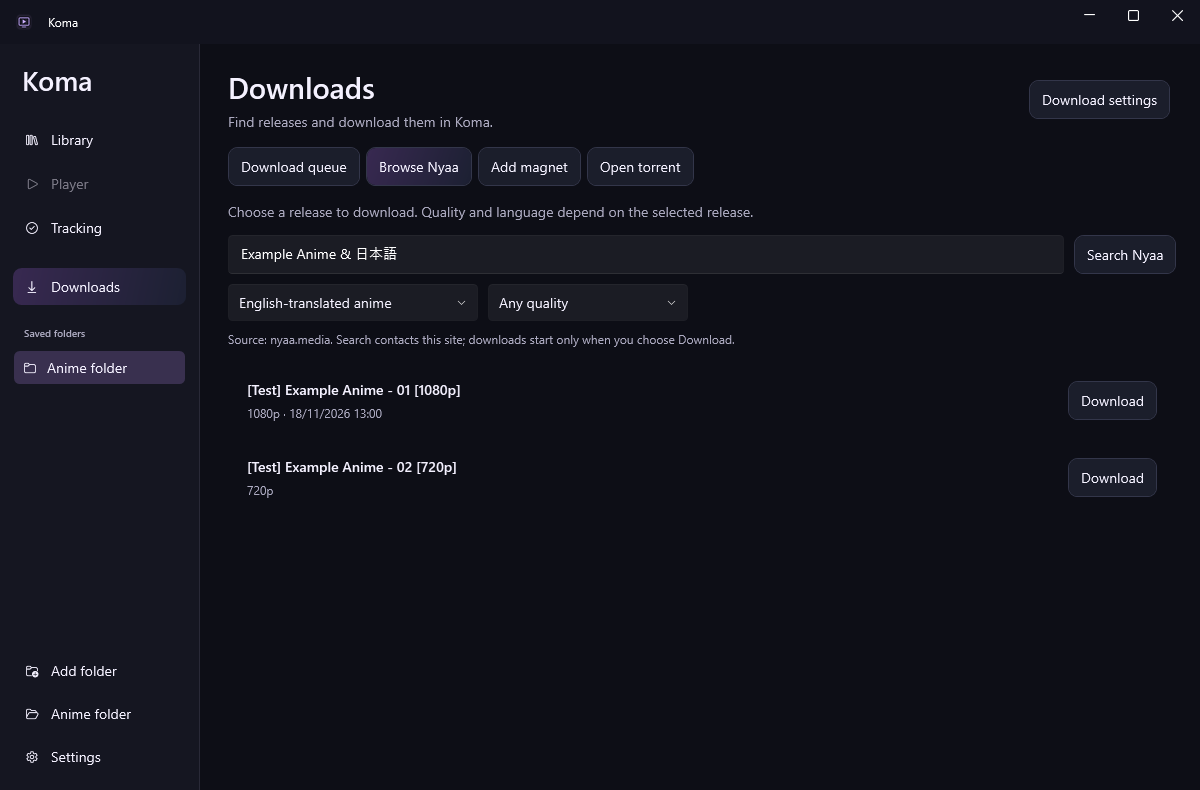 Koma
Koma
Library
Player
Tracking
Downloads
Saved folders
Anime folder
Add folder
Anime folder
Settings
Downloads
Find releases and download them in Koma.
Download settings
Download queue
Browse Nyaa
Add magnet
Open torrent
Choose a release to download. Quality and language depend on the selected release.
Example Anime & 日本語
Search Nyaa
English-translated anime
Any quality
Source: nyaa.media. Search contacts this site; downloads start only when you choose Download.
[Test] Example Anime - 01 [1080p]
1080p · 18/11/2026 13:00
Download
[Test] Example Anime - 02 [720p]
720p
Download